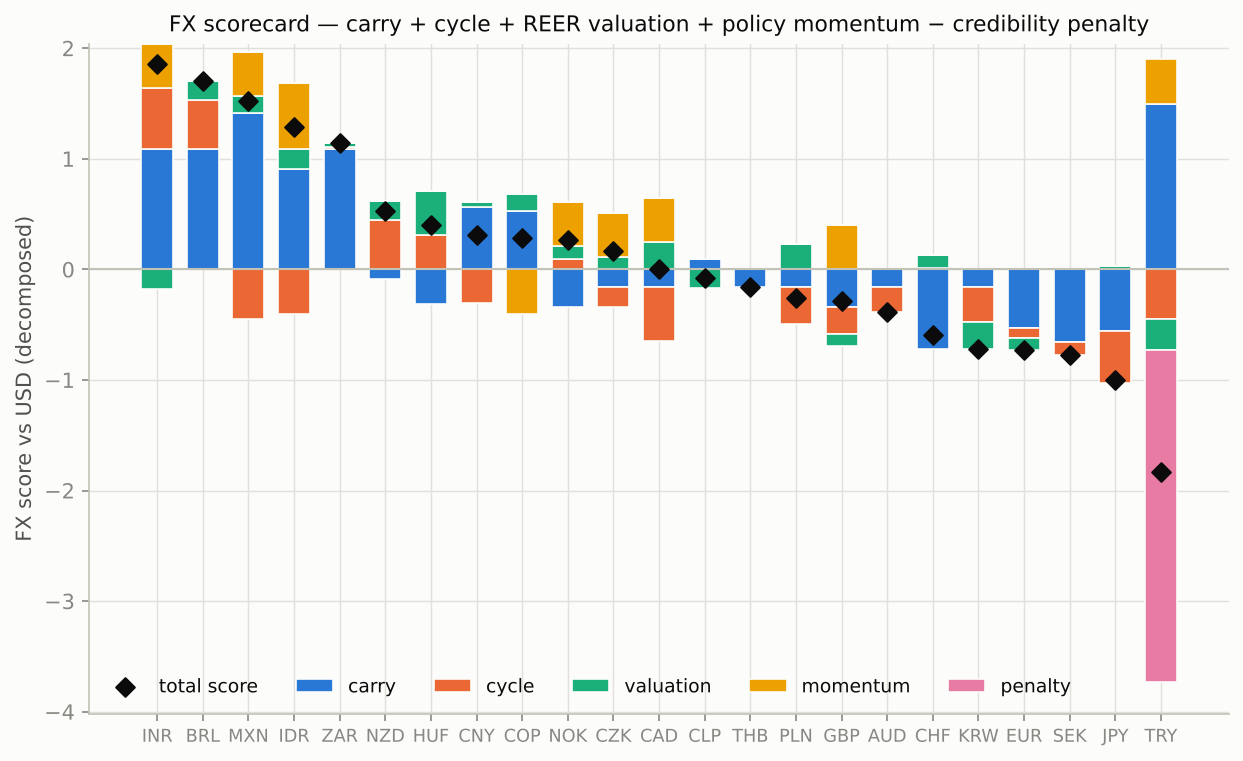 FX scorecard — carry + cycle + REER valuation + policy momentum − credibility penalty
FX score vs USD (decomposed)
2
1
0
−1
−2
−3
−4
total score carry cycle valuation momentum penalty
INR BRL MXN IDR ZAR NZD HUF CNY COP NOK CZK CAD CLP THB PLN GBP AUD CHF KRW EUR SEK JPY TRY